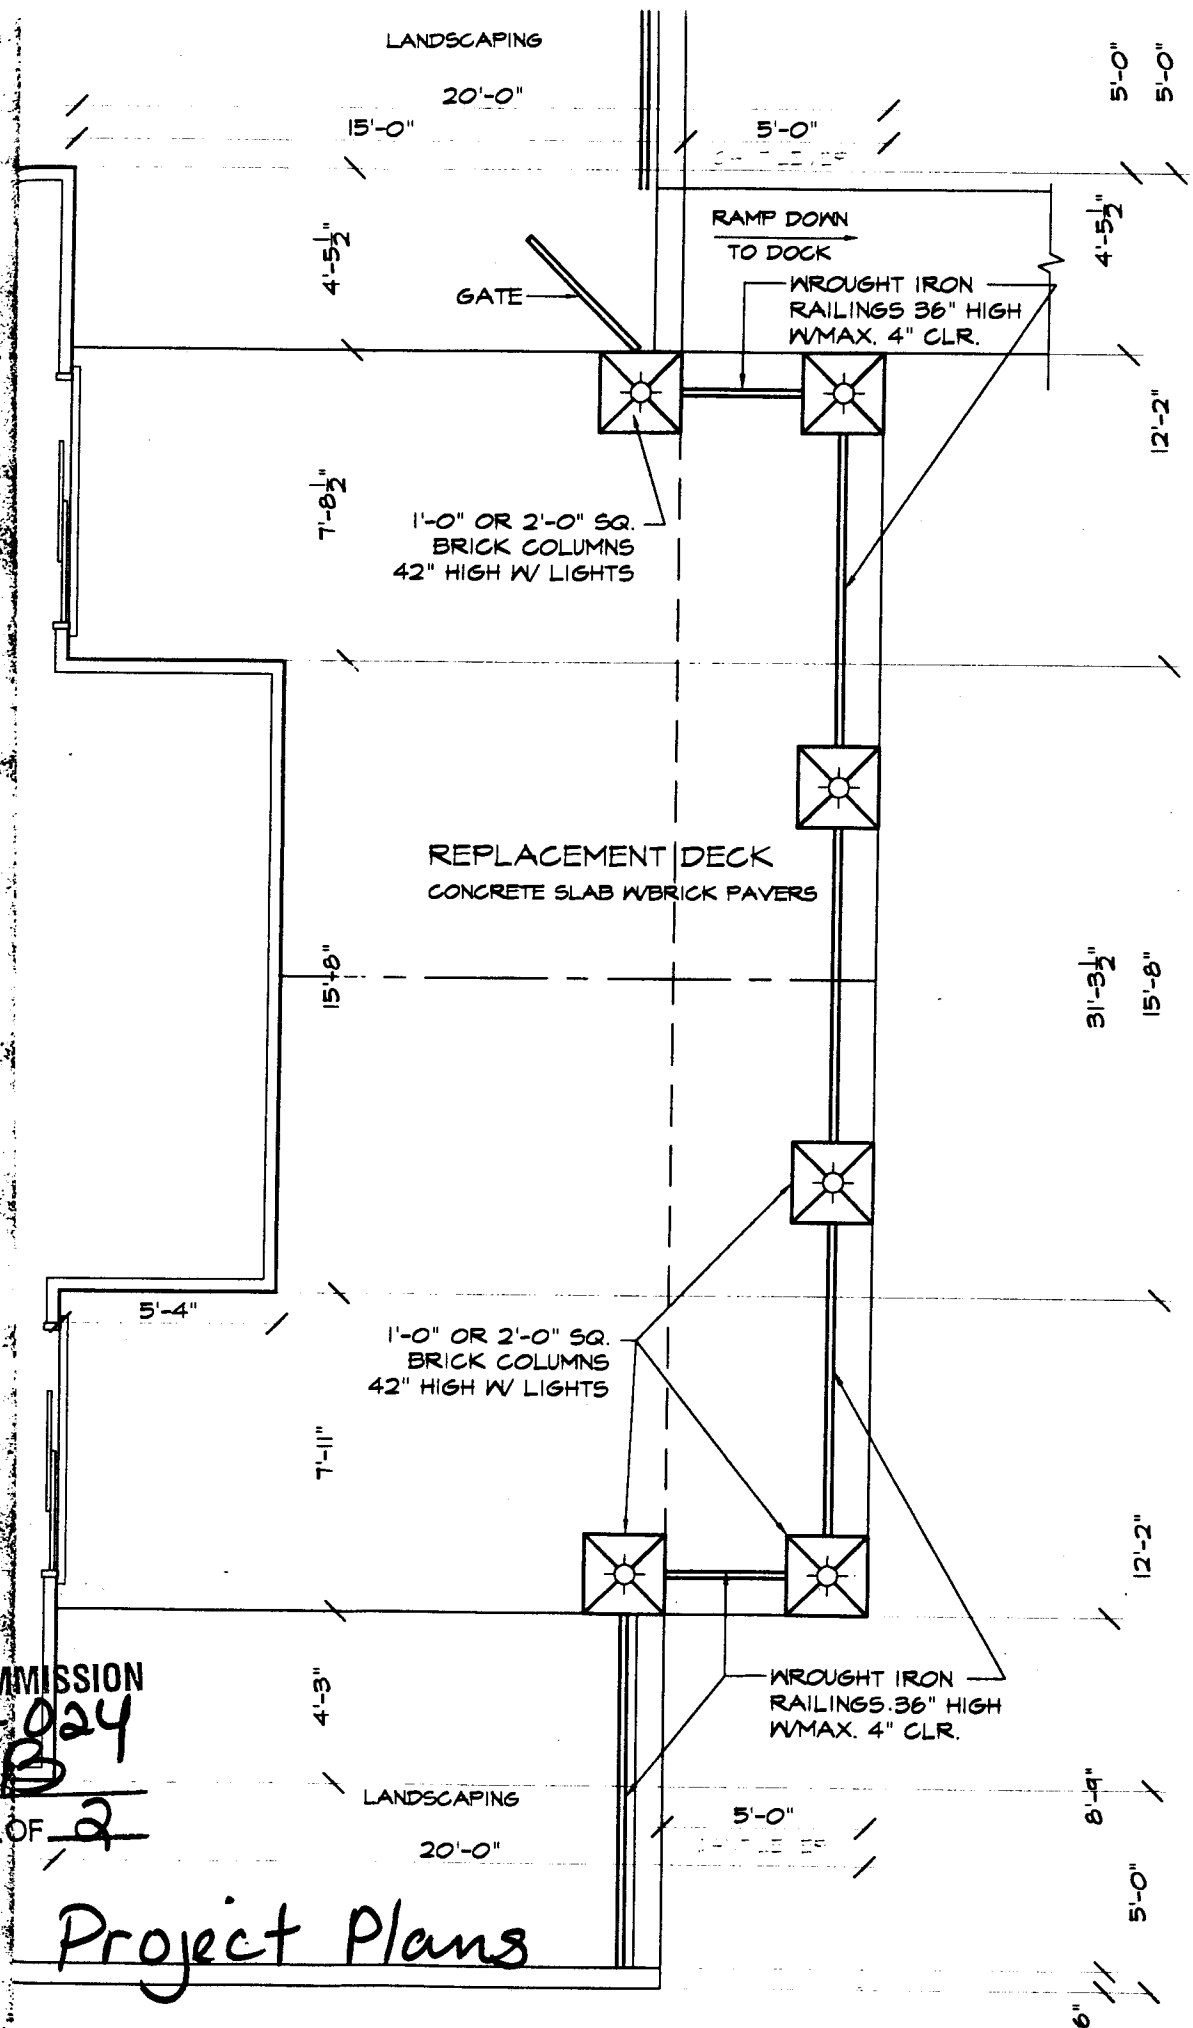 LANDSCAPING
20'-0"
15'-0"
5'-0"
5'-0"
5'-0"
RAMP DOWN
TO DOCK
4'-5½"
4'-5½"
GATE
WROUGHT IRON
RAILINGS 36" HIGH
W/MAX. 4" CLR.
12'-2"
7'-8½"
1'-0" OR 2'-0" SQ.
BRICK COLUMNS
42" HIGH W/ LIGHTS
REPLACEMENT DECK
CONCRETE SLAB W/BRICK PAVERS
15'-8"
31'-3½"
15'-8"
5'-4"
1'-0" OR 2'-0" SQ.
BRICK COLUMNS
42" HIGH W/ LIGHTS
7'-11"
12'-2"
MMISSION
024
B
OF 2
4'-3"
WROUGHT IRON
RAILINGS.36" HIGH
W/MAX. 4" CLR.
LANDSCAPING
20'-0"
5'-0"
8'-9"
5'-0"
Project Plans
6"